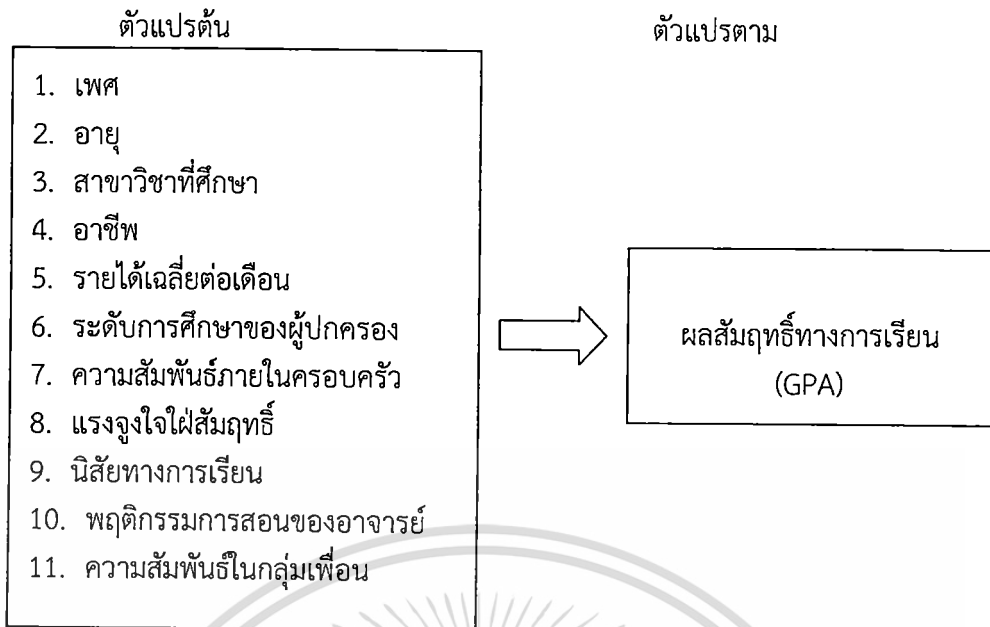 ตัวแปรต้น
1. เพศ
2. อายุ
3. สาขาวิชาที่ศึกษา
4. อาชีพ
5. รายได้เฉลี่ยต่อเดือน
6. ระดับการศึกษาของผู้ปกครอง
7. ความสัมพันธ์ภายในครอบครัว
8. แรงจูงใจใฝ่สัมฤทธิ์
9. นิสัยทางการเรียน
10. พฤติกรรมการสอนของอาจารย์
11. ความสัมพันธ์ในกลุ่มเพื่อน
ตัวแปรตาม
ผลสัมฤทธิ์ทางการเรียน
(GPA)